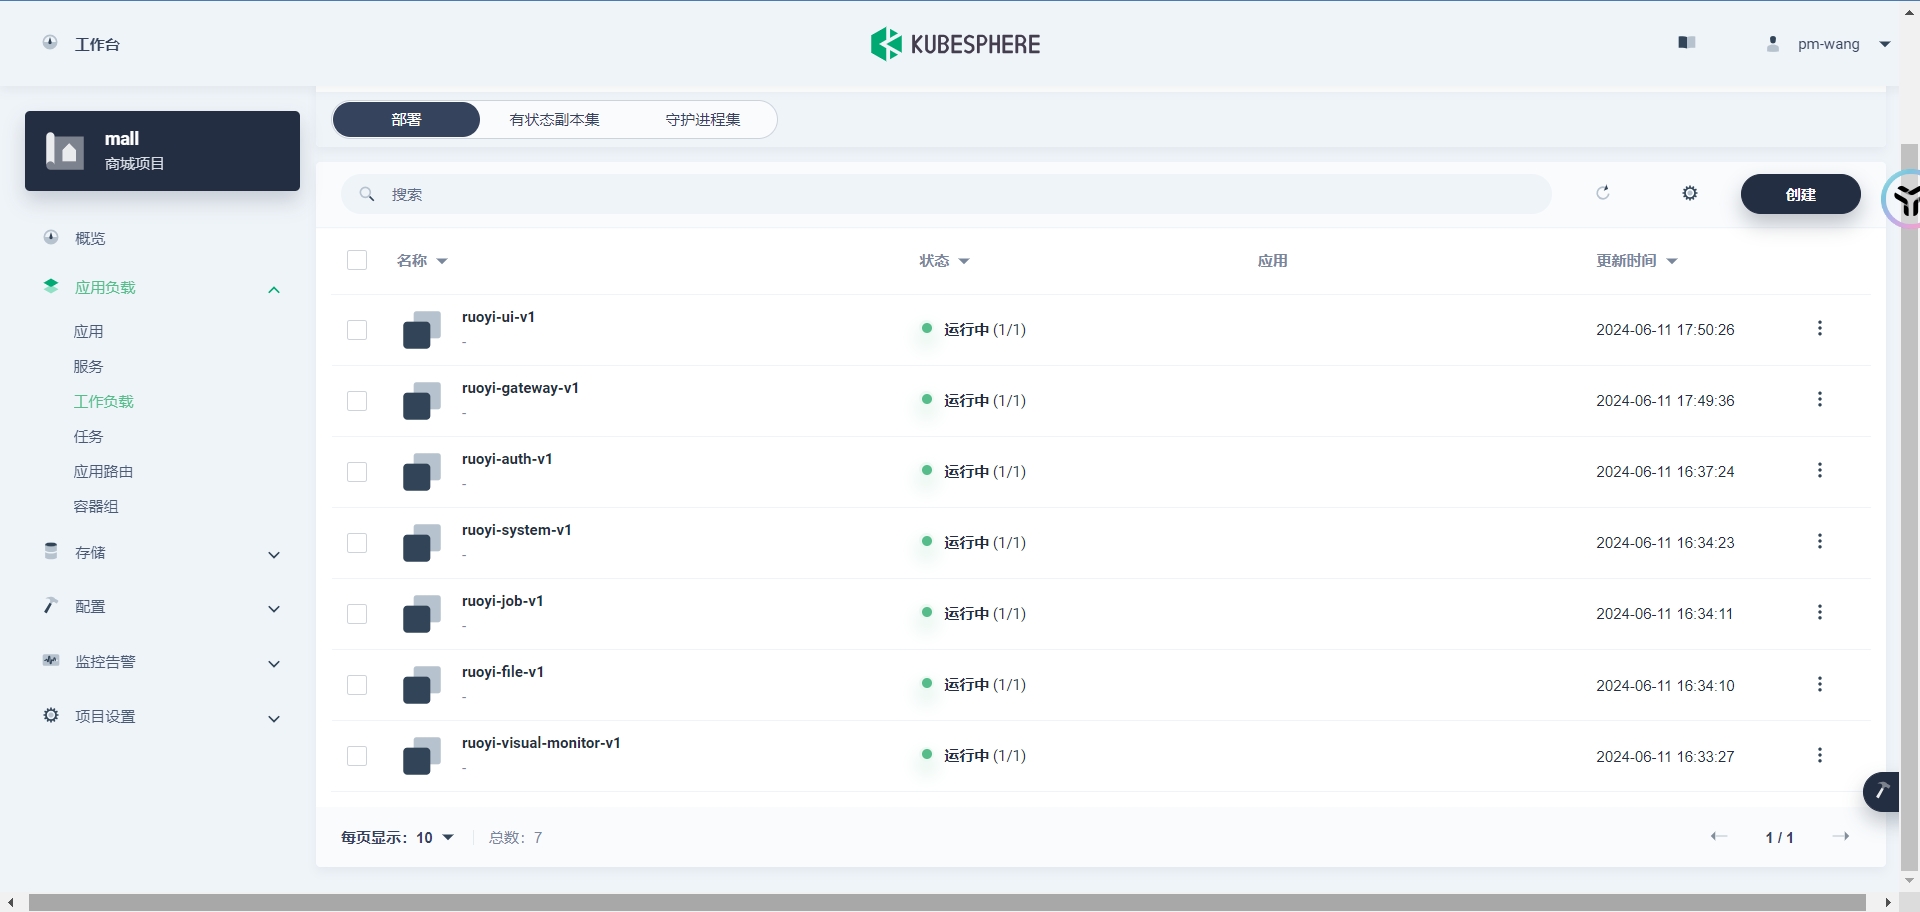 工作台
KUBESPHERE
pm-wang
mall
商城项目
概览
应用负载
应用
服务
工作负载
任务
应用路由
容器组
存储
配置
监控告警
项目设置
部署 有状态副本集 守护进程集
搜索
创建
名称 状态 应用 更新时间
ruoyi-ui-v1
-
运行中 (1/1)
2024-06-11 17:50:26
ruoyi-gateway-v1
-
运行中 (1/1)
2024-06-11 17:49:36
ruoyi-auth-v1
-
运行中 (1/1)
2024-06-11 16:37:24
ruoyi-system-v1
-
运行中 (1/1)
2024-06-11 16:34:23
ruoyi-job-v1
-
运行中 (1/1)
2024-06-11 16:34:11
ruoyi-file-v1
-
运行中 (1/1)
2024-06-11 16:34:10
ruoyi-visual-monitor-v1
-
运行中 (1/1)
2024-06-11 16:33:27
每页显示：10 总数：7
1 / 1